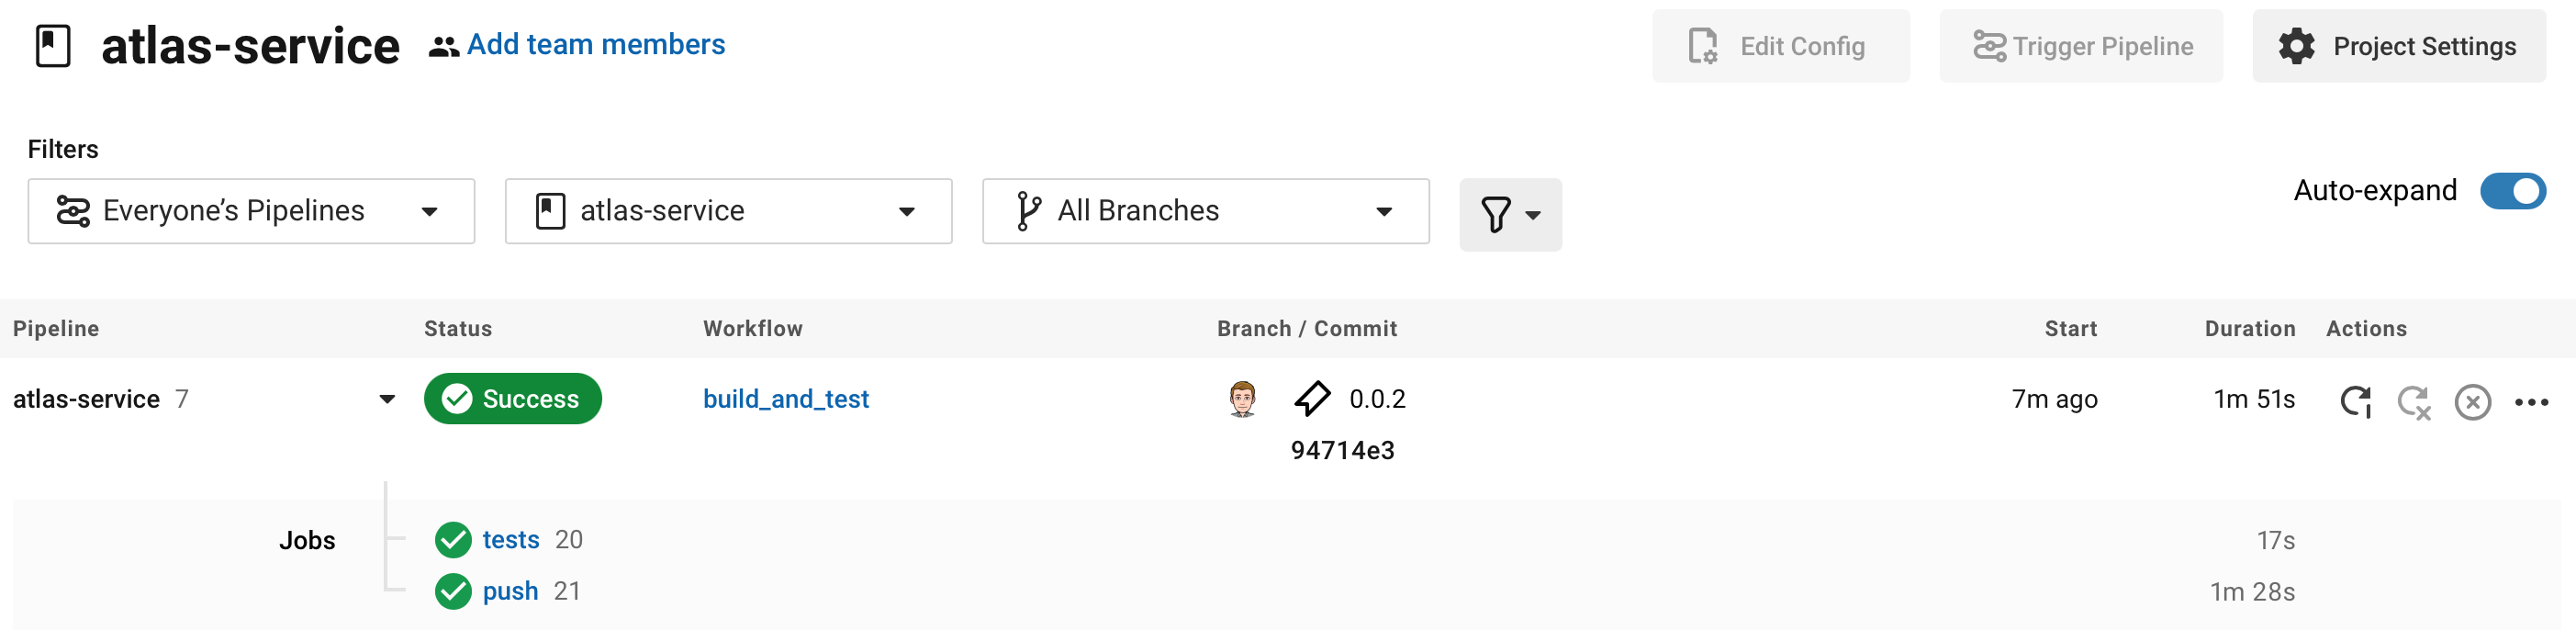 atlas-service Add team members Edit Config Trigger Pipeline Project Settings
Filters
Everyone’s Pipelines atlas-service All Branches Auto-expand
Pipeline Status Workflow Branch / Commit Start Duration Actions
atlas-service 7 Success build_and_test 0.0.2 7m ago 1m 51s
94714e3
Jobs tests 20 17s
push 21 1m 28s